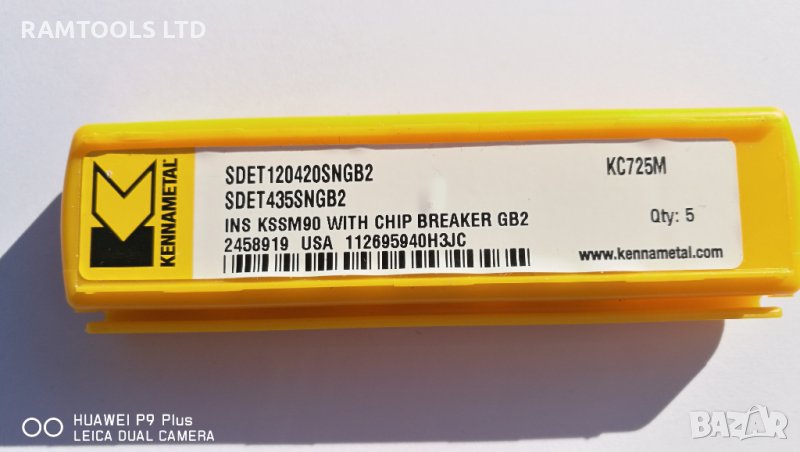 RAMTOOLS LTD
KENNAMETAL
SDET120420SNGB2
SDET435SNGB2
INS KSSM90 WITH CHIP BREAKER GB2
2458919 USA 112695940H3JC
KC725M
Qty: 5
www.kennametal.com
HUAWEI P9 Plus
LEICA DUAL CAMERA
BAZAR